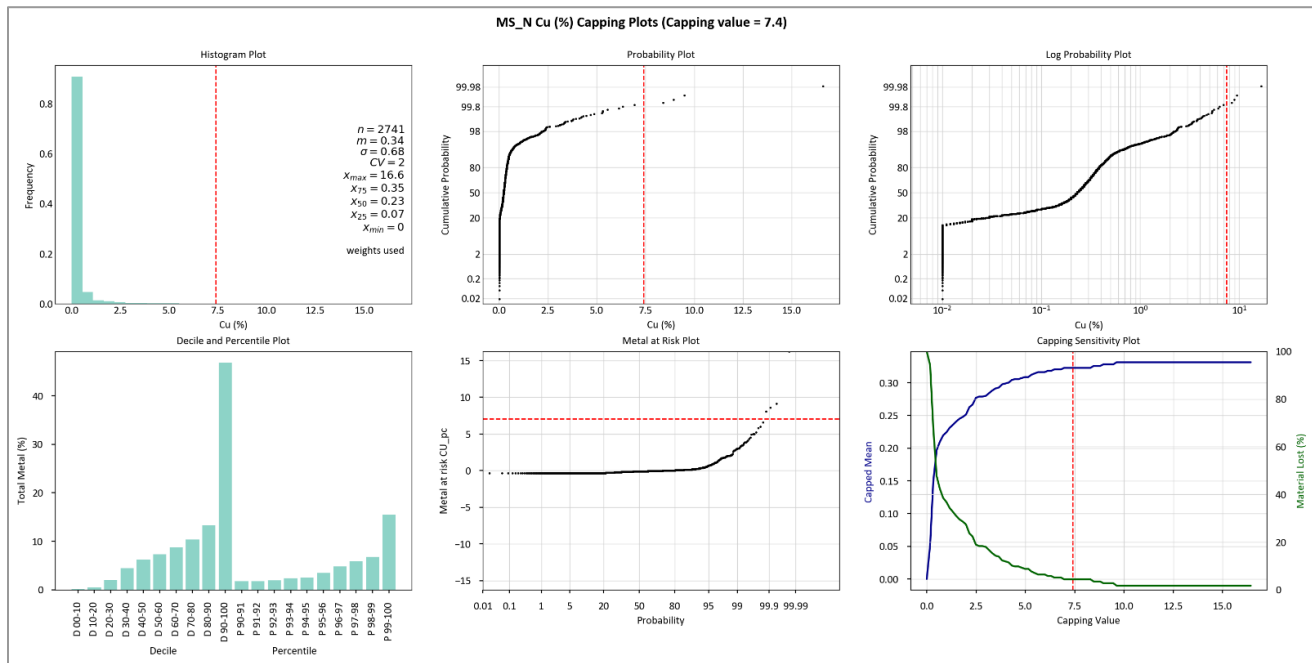 MS_N Cu (%) Capping Plots (Capping value = 7.4)
Histogram Plot
Frequency
0.8
0.6
0.4
0.2
0.0
n = 2741
m = 0.34
σ = 0.68
CV = 2
xmax = 16.6
x75 = 0.35
x50 = 0.23
x25 = 0.07
xmin = 0
weights used
0.0 2.5 5.0 7.5 10.0 12.5 15.0
Cu (%)
Probability Plot
Cumulative Probability
99.98
99.8
98
80
50
20
2
0.2
0.02
0.0 2.5 5.0 7.5 10.0 12.5 15.0
Cu (%)
Log Probability Plot
Cumulative Probability
99.98
99.8
98
80
50
20
2
0.2
0.02
10⁻² 10⁻¹ 10⁰ 10¹
Cu (%)
Decile and Percentile Plot
Total Metal (%)
40
30
20
10
0
D 00-10
D 10-20
D 20-30
D 30-40
D 40-50
D 50-60
D 60-70
D 70-80
D 80-90
D 90-100
P 90-91
P 91-92
P 92-93
P 93-94
P 94-95
P 95-96
P 96-97
P 97-98
P 98-99
P 99-100
Decile Percentile
Metal at Risk Plot
Metal at risk CU_pc
15
10
5
0
−5
−10
−15
0.01 0.1 1 5 20 50 80 95 99 99.9 99.99
Probability
Capping Sensitivity Plot
Capped Mean
0.30
0.25
0.20
0.15
0.10
0.05
0.00
100
80
60
40
20
0
Material Lost (%)
0.0 2.5 5.0 7.5 10.0 12.5 15.0
Capping Value